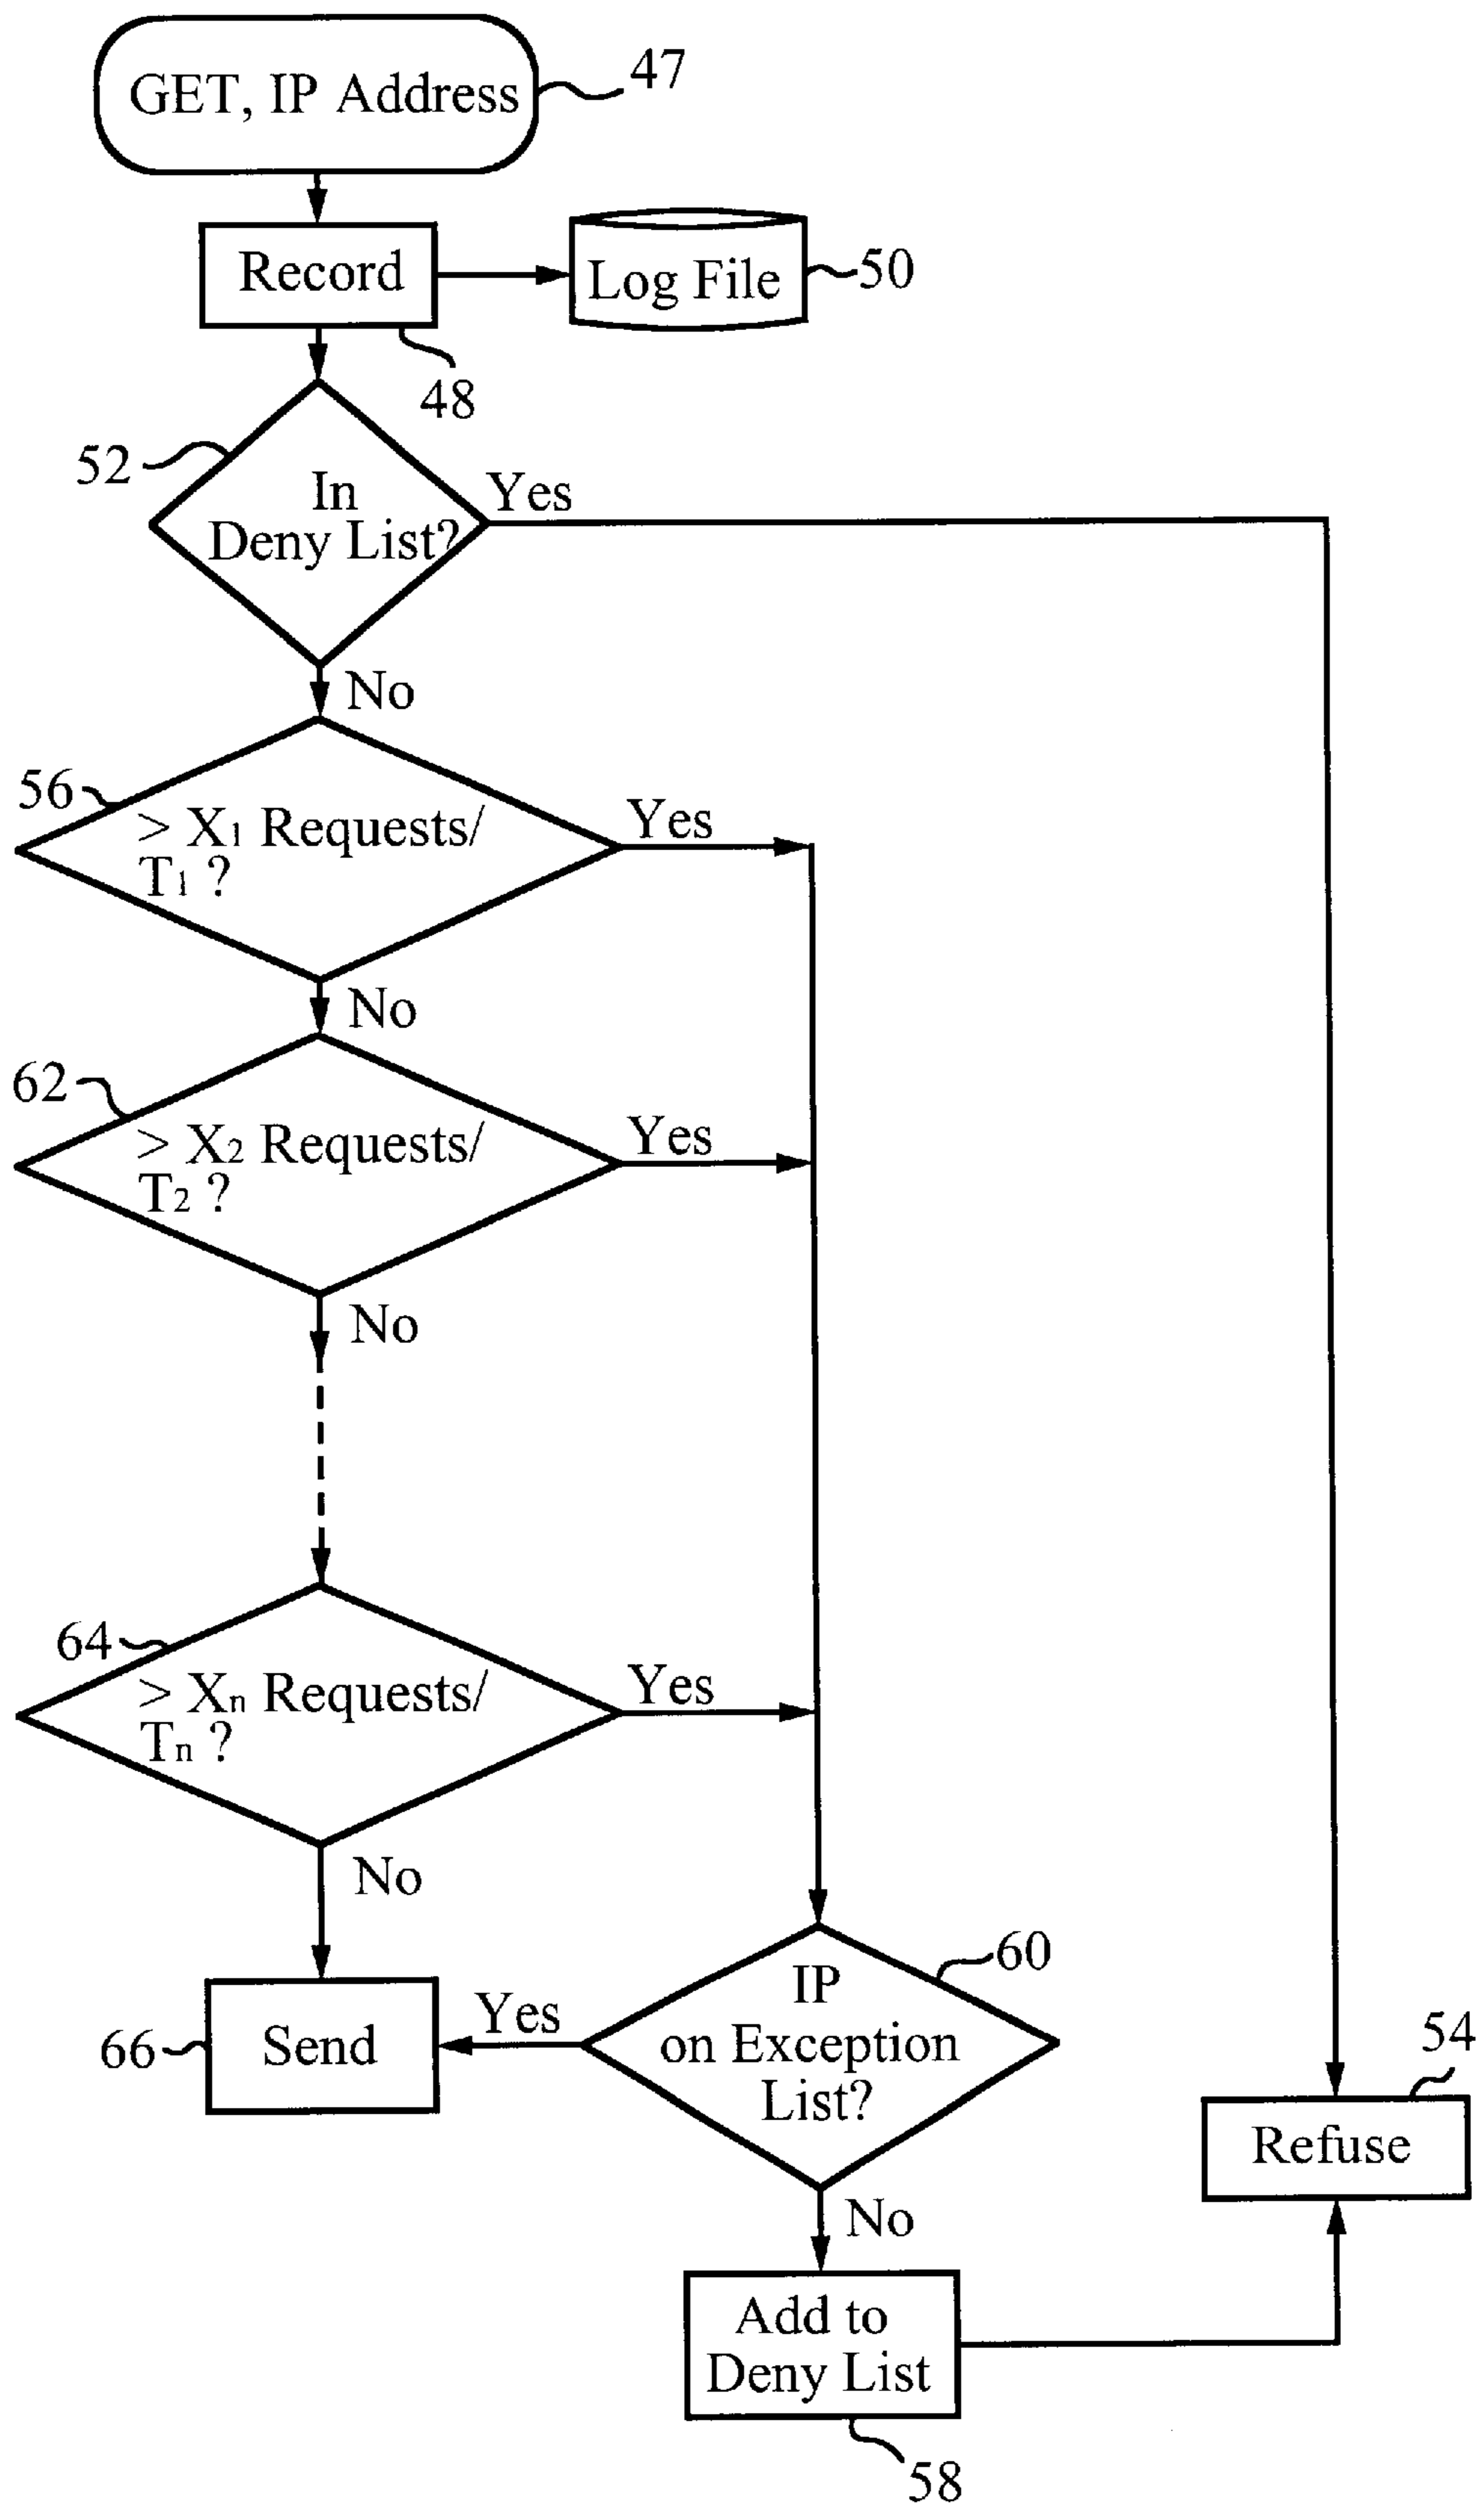 GET, IP Address
47
Record
Log File
50
48
52
In
Deny List?
Yes
No
56
> X1 Requests/
T1 ?
Yes
No
62
> X2 Requests/
T2 ?
Yes
No
64
> Xn Requests/
Tn ?
Yes
No
66
Send
Yes
IP
on Exception
List?
60
No
54
Refuse
Add to
Deny List
58